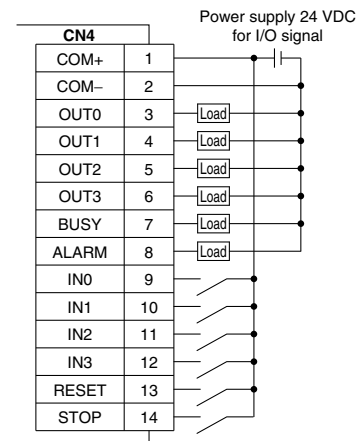 Power supply 24 VDC
for I/O signal
CN4
COM+ 1
COM− 2
OUT0 3 Load
OUT1 4 Load
OUT2 5 Load
OUT3 6 Load
BUSY 7 Load
ALARM 8 Load
IN0 9
IN1 10
IN2 11
IN3 12
RESET 13
STOP 14